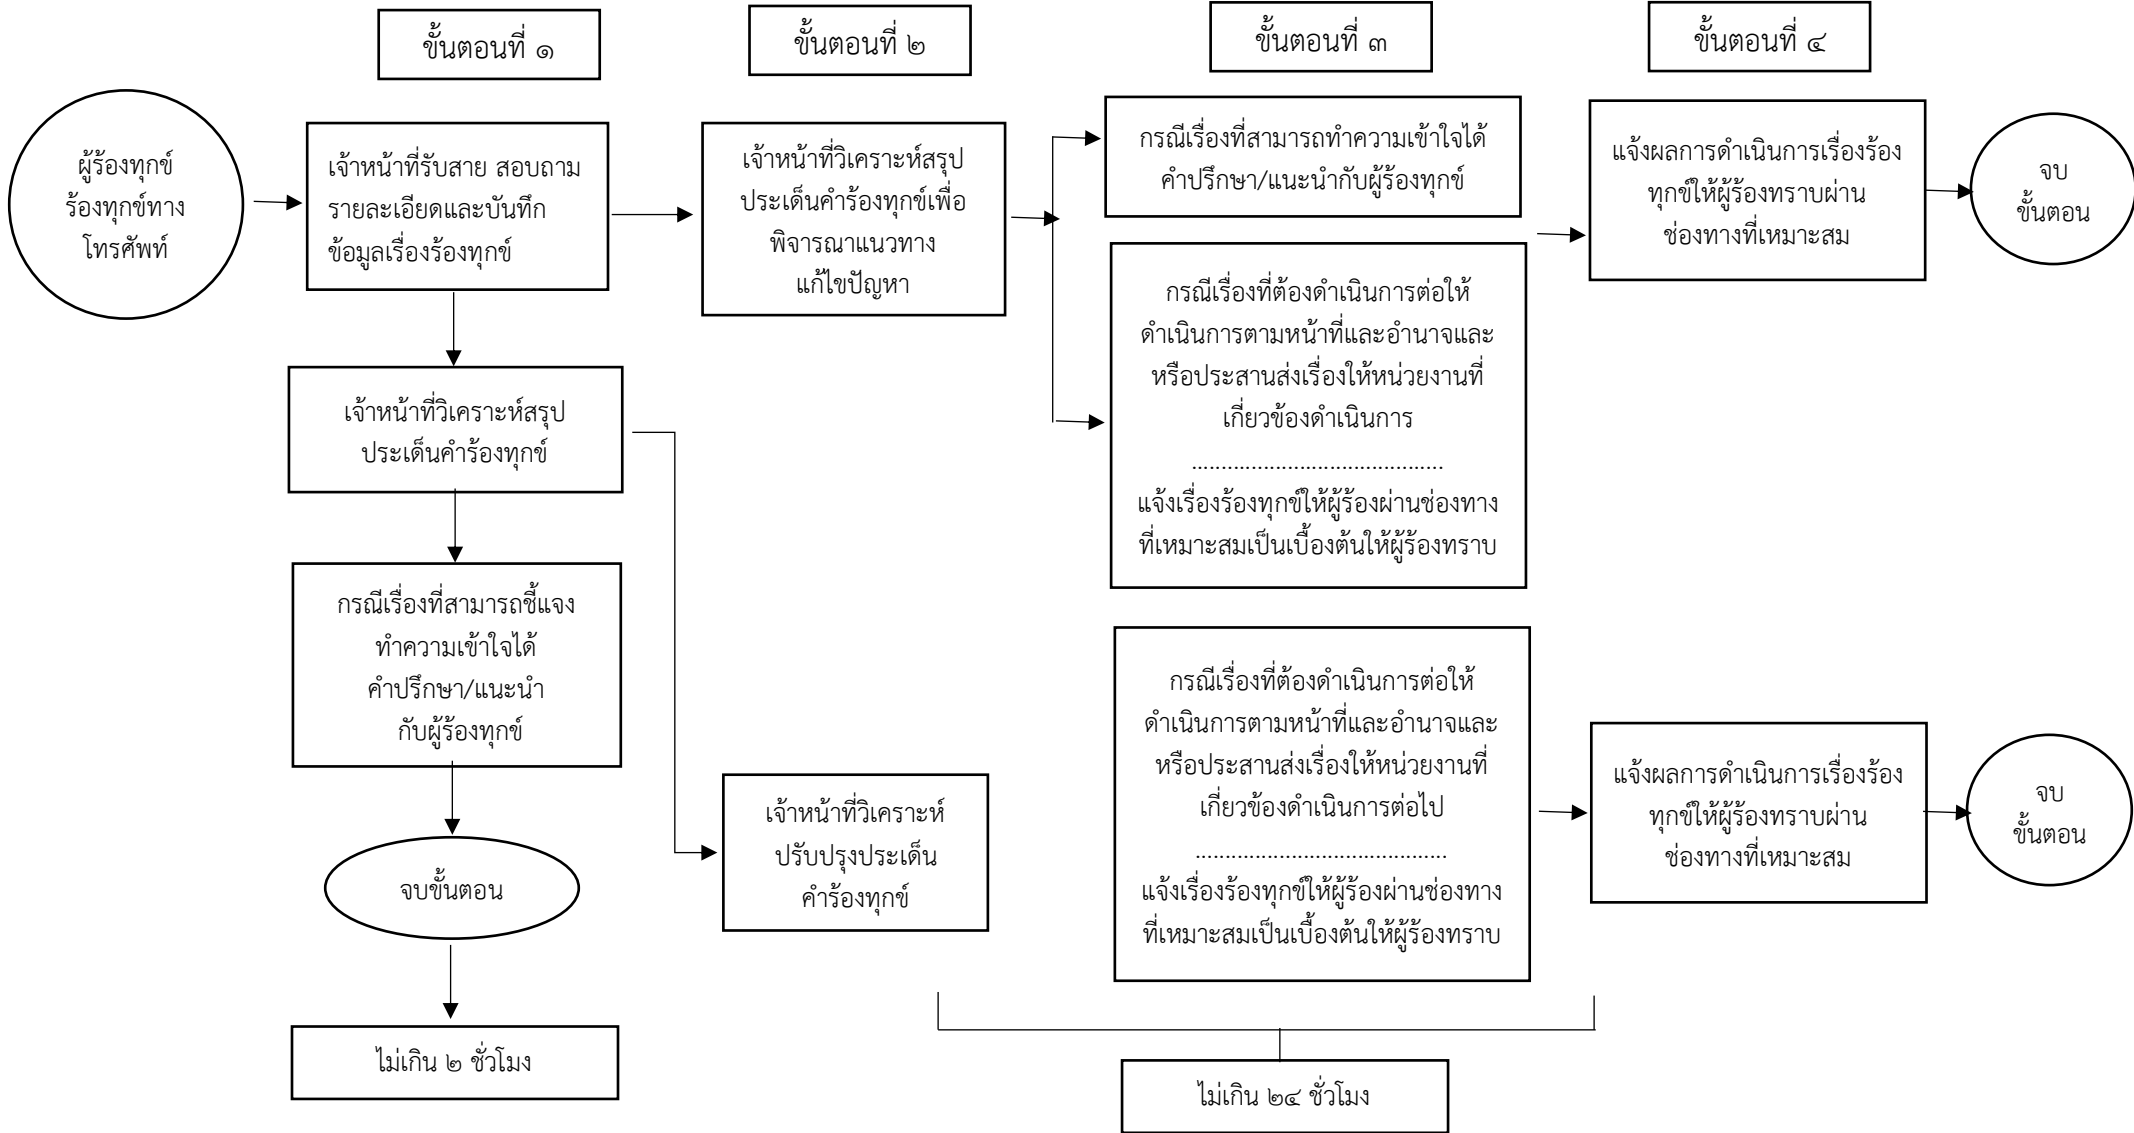 ขั้นตอนที่ ๑
ขั้นตอนที่ ๒
ขั้นตอนที่ ๓
ขั้นตอนที่ ๔
ผู้ร้องทุกข์
ร้องทุกข์ทาง
โทรศัพท์
เจ้าหน้าที่รับสาย สอบถาม
รายละเอียดและบันทึก
ข้อมูลเรื่องร้องทุกข์
เจ้าหน้าที่วิเคราะห์สรุป
ประเด็นคำร้องทุกข์เพื่อ
พิจารณาแนวทาง
แก้ไขปัญหา
กรณีเรื่องที่สามารถทำความเข้าใจได้
คำปรึกษา/แนะนำกับผู้ร้องทุกข์
แจ้งผลการดำเนินการเรื่องร้อง
ทุกข์ให้ผู้ร้องทราบผ่าน
ช่องทางที่เหมาะสม
จบ
ขั้นตอน
กรณีเรื่องที่ต้องดำเนินการต่อให้
ดำเนินการตามหน้าที่และอำนาจและ
หรือประสานส่งเรื่องให้หน่วยงานที่
เกี่ยวข้องดำเนินการ
...........................................
แจ้งเรื่องร้องทุกข์ให้ผู้ร้องผ่านช่องทาง
ที่เหมาะสมเป็นเบื้องต้นให้ผู้ร้องทราบ
เจ้าหน้าที่วิเคราะห์สรุป
ประเด็นคำร้องทุกข์
กรณีเรื่องที่สามารถชี้แจง
ทำความเข้าใจได้
คำปรึกษา/แนะนำ
กับผู้ร้องทุกข์
จบขั้นตอน
ไม่เกิน ๒ ชั่วโมง
เจ้าหน้าที่วิเคราะห์
ปรับปรุงประเด็น
คำร้องทุกข์
กรณีเรื่องที่ต้องดำเนินการต่อให้
ดำเนินการตามหน้าที่และอำนาจและ
หรือประสานส่งเรื่องให้หน่วยงานที่
เกี่ยวข้องดำเนินการต่อไป
...........................................
แจ้งเรื่องร้องทุกข์ให้ผู้ร้องผ่านช่องทาง
ที่เหมาะสมเป็นเบื้องต้นให้ผู้ร้องทราบ
แจ้งผลการดำเนินการเรื่องร้อง
ทุกข์ให้ผู้ร้องทราบผ่าน
ช่องทางที่เหมาะสม
จบ
ขั้นตอน
ไม่เกิน ๒๔ ชั่วโมง